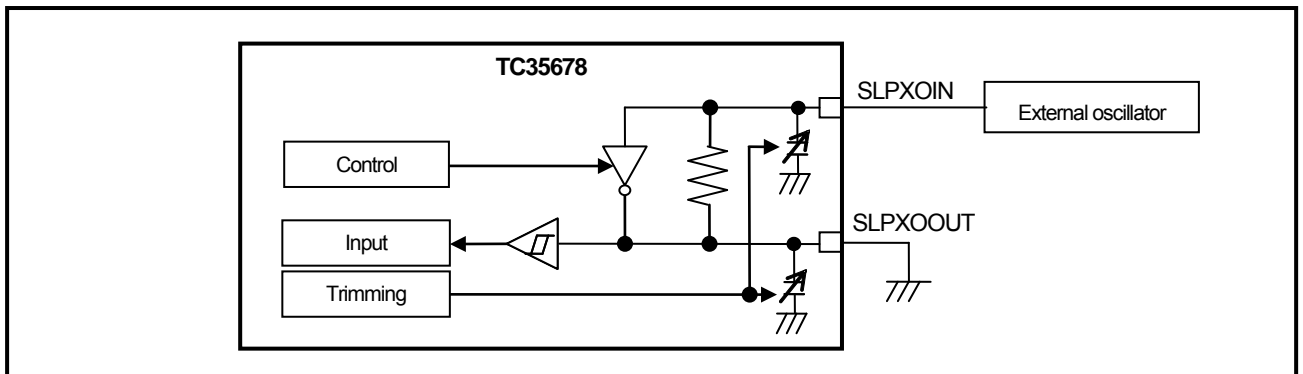 TC35678
SLPXOIN
External oscillator
Control
SLPXOOUT
Input
Trimming